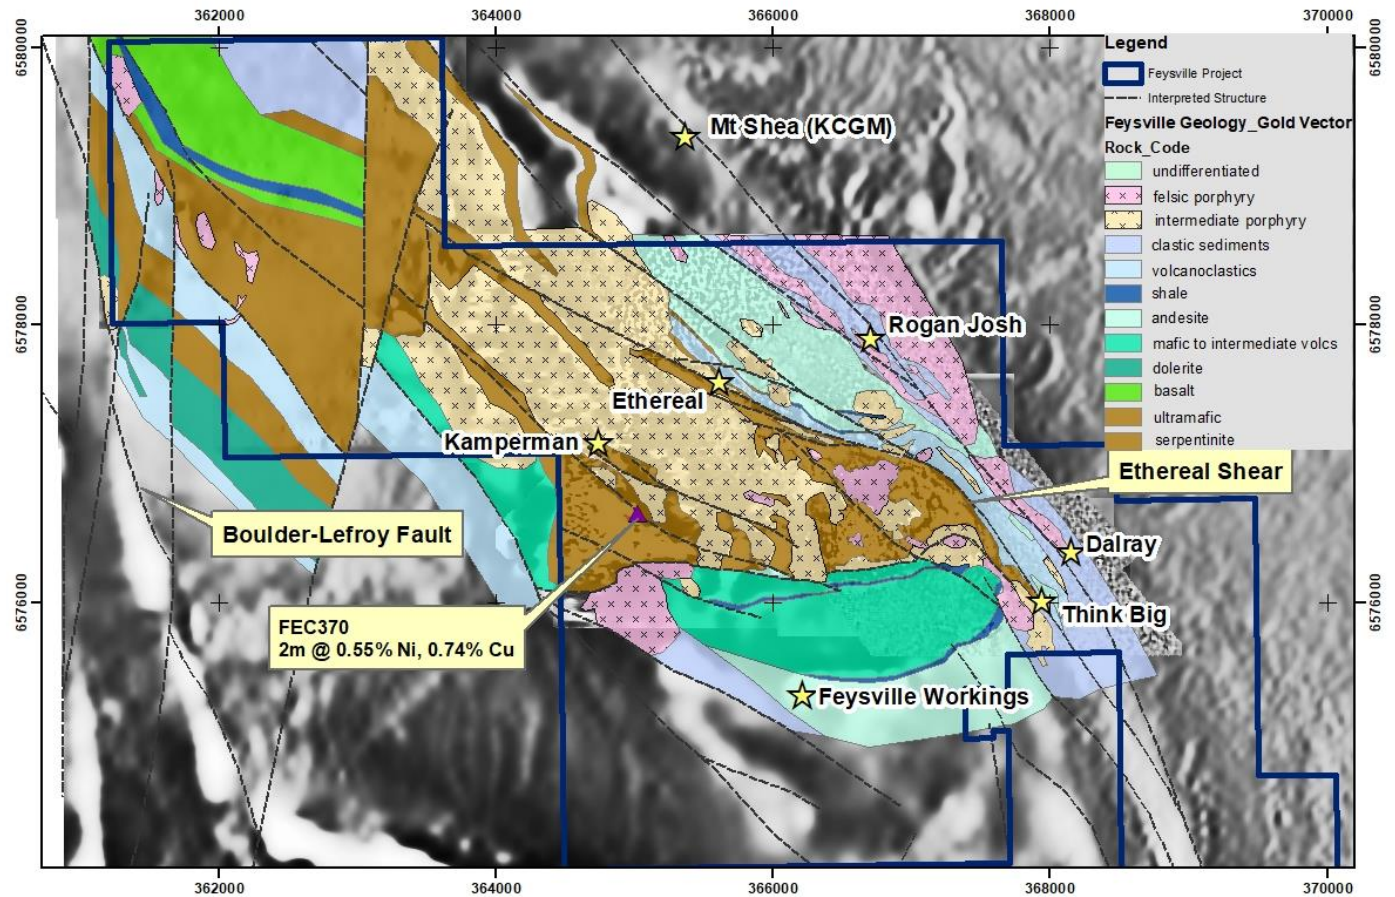 362000
364000
366000
368000
370000
6580000
6580000
Legend
Feysville Project
Interpreted Structure
Feysville Geology_Gold Vector
Rock_Code
undifferentiated
felsic porphyry
intermediate porphyry
clastic sediments
volcanoclastics
shale
andesite
mafic to intermediate volcs
dolerite
basalt
ultramafic
serpentinite
Mt Shea (KCGM)
6578000
6578000
Rogan Josh
Ethereal
Kamperman
Ethereal Shear
Boulder-Lefroy Fault
Dalray
6576000
6576000
Think Big
FEC370
2m @ 0.55% Ni, 0.74% Cu
Feysville Workings
362000
364000
366000
368000
370000